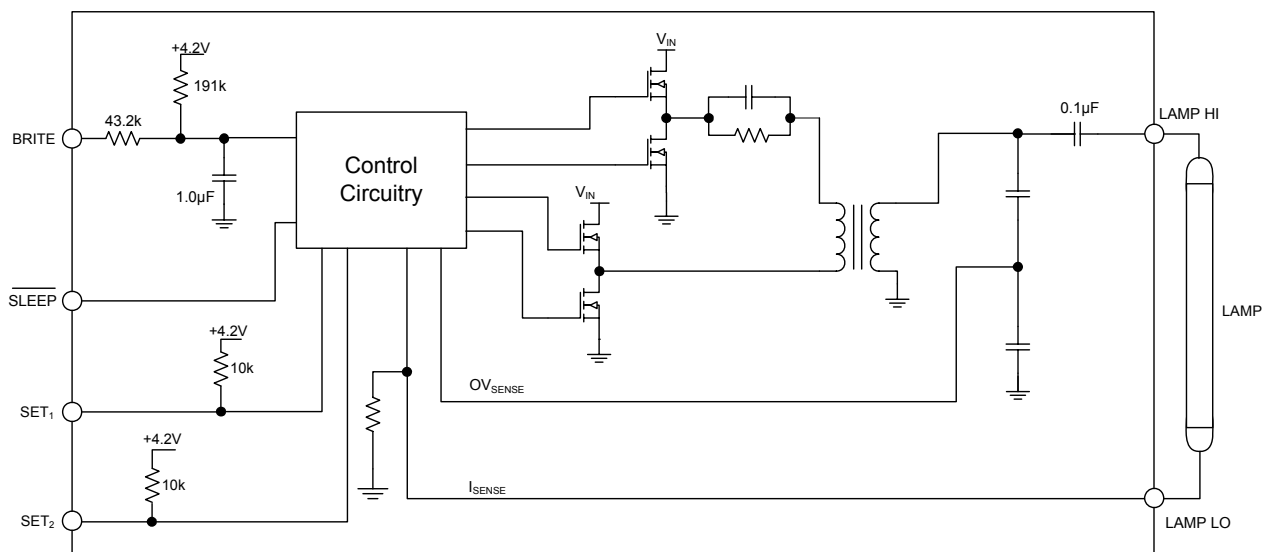 +4.2V
191k
43.2k
BRITE
1.0µF
Control
Circuitry
V_IN
V_IN
0.1µF
LAMP HI
SLEEP
+4.2V
10k
SET₁
+4.2V
10k
SET₂
OV_SENSE
I_SENSE
LAMP
LAMP LO